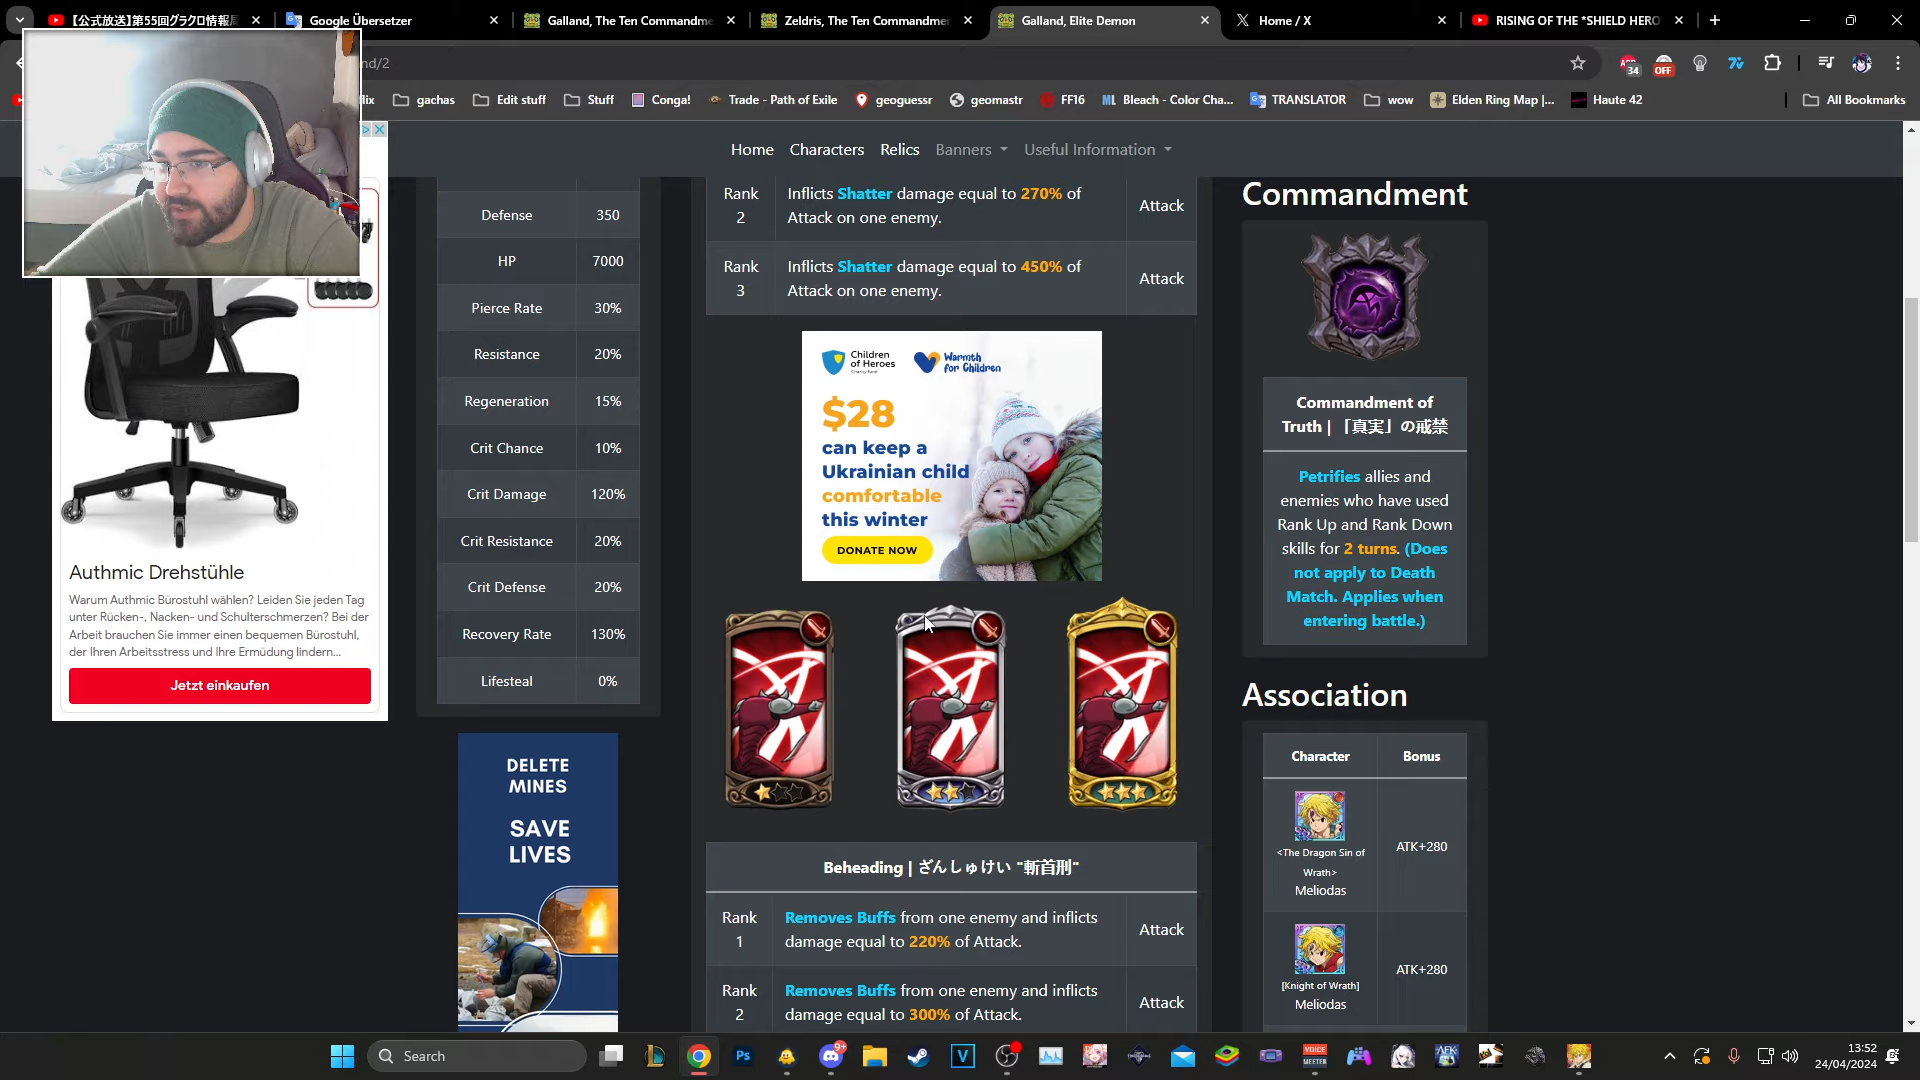 【公式放送】第55回グラクロ情報局
Google Übersetzer
Galland, The Ten Commandme
Zeldris, The Ten Commandmen
Galland, Elite Demon
Home / X
RISING OF THE *SHIELD HERO
nd/2
34
OFF
flix
gachas
Edit stuff
Stuff
Conga!
Trade - Path of Exile
geoguessr
geomastr
FF16
ML Bleach - Color Cha...
TRANSLATOR
wow
Elden Ring Map |...
Haute 42
All Bookmarks
Home
Characters
Relics
Banners
Useful Information
Defense 350
HP 7000
Pierce Rate 30%
Resistance 20%
Regeneration 15%
Crit Chance 10%
Crit Damage 120%
Crit Resistance 20%
Crit Defense 20%
Recovery Rate 130%
Lifesteal 0%
Rank 2
Inflicts Shatter damage equal to 270% of
Attack on one enemy.
Attack
Rank 3
Inflicts Shatter damage equal to 450% of
Attack on one enemy.
Attack
Children
of Heroes
Charity Fund
Warmth
for Children
$28
can keep a
Ukrainian child
comfortable
this winter
DONATE NOW
Beheading | ざんしゅけい "斬首刑"
Rank 1
Removes Buffs from one enemy and inflicts
damage equal to 220% of Attack.
Attack
Rank 2
Removes Buffs from one enemy and inflicts
damage equal to 300% of Attack.
Attack
Commandment
Commandment of
Truth | 「真実」の戒禁
Petrifies allies and
enemies who have used
Rank Up and Rank Down
skills for 2 turns. (Does
not apply to Death
Match. Applies when
entering battle.)
Association
Character Bonus
<The Dragon Sin of
Wrath>
Meliodas
ATK+280
[Knight of Wrath]
Meliodas
ATK+280
Authmic Drehstühle
Warum Authmic Bürostuhl wählen? Leiden Sie jeden Tag
unter Rücken-, Nacken- und Schulterschmerzen? Bei der
Arbeit brauchen Sie immer einen bequemen Bürostuhl,
der Ihren Arbeitsstress und Ihre Ermüdung lindern...
Jetzt einkaufen
DELETE
MINES
SAVE
LIVES
Search
Ps
9+
V
VOICE
MEETER
AFK
13:52
24/04/2024